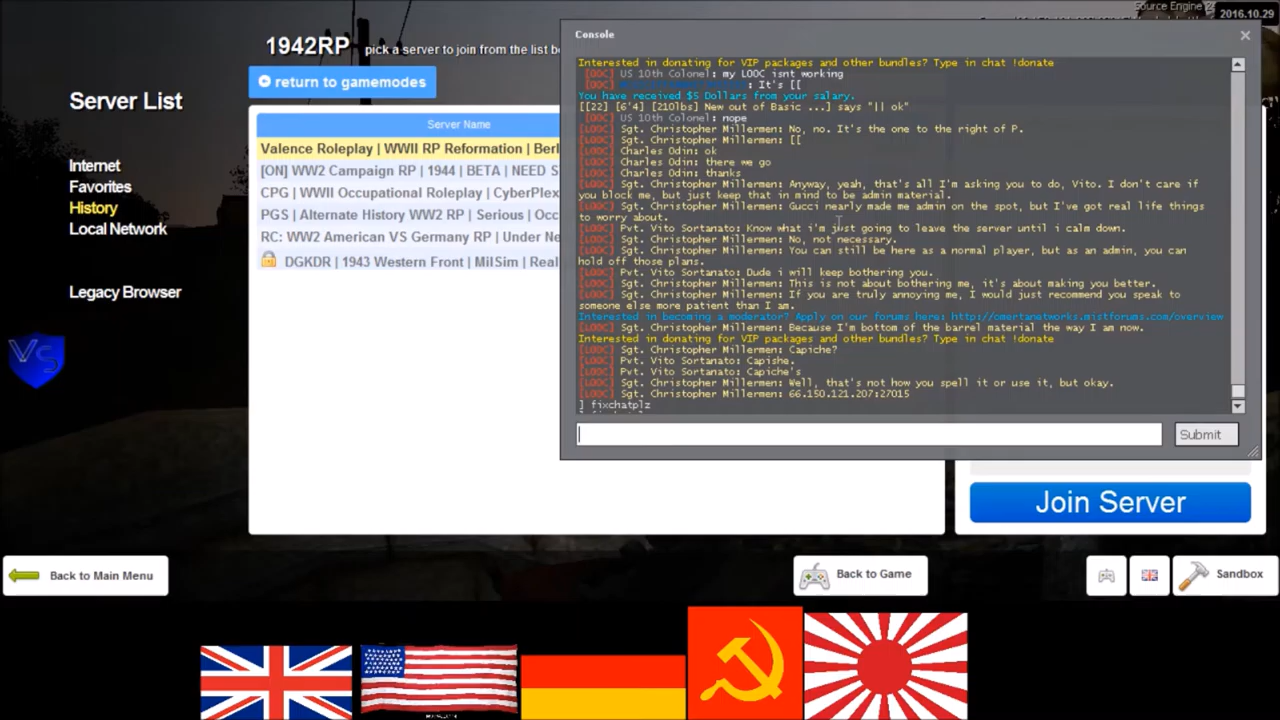 Source Engine
2016.10.29
1942RP pick a server to join from the list b
return to gamemodes
Server List
Internet
Favorites
History
Local Network
Legacy Browser
VS
Server Name
Valence Roleplay | WWII RP Reformation | Berl
[ON] WW2 Campaign RP | 1944 | BETA | NEED S
CPG | WWII Occupational Roleplay | CyberPlex
PGS | Alternate History WW2 RP | Serious | Occ
RC: WW2 American VS Germany RP | Under Ne
DGKDR | 1943 Western Front | MilSim | Real
Console
Interested in donating for VIP packages and other bundles? Type in chat !donate
[OOC] US 10th Colonel: my LOOC isnt working
[OOC] : It's [[
You have received $5 Dollars from your salary.
[[22] [6'4] [210lbs] New out of Basic ...] says "|| ok"
[OOC] US 10th Colonel: nope
[LOOC] Sgt. Christopher Millermen: No, no. It's the one to the right of P.
[LOOC] Sgt. Christopher Millermen: [[
[LOOC] Charles Odin: ok
[LOOC] Charles Odin: there we go
[LOOC] Charles Odin: thanks
[LOOC] Sgt. Christopher Millermen: Anyway, yeah, that's all I'm asking you to do, Vito. I don't care if
you block me, but just keep that in mind to be admin material.
[LOOC] Sgt. Christopher Millermen: Gucci nearly made me admin on the spot, but I've got real life things
to worry about.
[LOOC] Pvt. Vito Sortanato: Know what i'm just going to leave the server until i calm down.
[LOOC] Sgt. Christopher Millermen: No, not necessary.
[LOOC] Sgt. Christopher Millermen: You can still be here as a normal player, but as an admin, you can
hold off those plans.
[LOOC] Pvt. Vito Sortanato: Dude i will keep bothering you.
[LOOC] Sgt. Christopher Millermen: This is not about bothering me, it's about making you better.
[LOOC] Sgt. Christopher Millermen: If you are truly annoying me, I would just recommend you speak to
someone else more patient than I am.
Interested in becoming a moderator? Apply on our forums here: http://omertanetworks.mistforums.com/overview
[LOOC] Sgt. Christopher Millermen: Because I'm bottom of the barrel material the way I am now.
Interested in donating for VIP packages and other bundles? Type in chat !donate
[LOOC] Sgt. Christopher Millermen: Capiche?
[LOOC] Pvt. Vito Sortanato: Capishe.
[LOOC] Pvt. Vito Sortanato: Capiche's
[LOOC] Sgt. Christopher Millermen: Well, that's not how you spell it or use it, but okay.
[LOOC] Sgt. Christopher Millermen: 66.150.121.207:27015
] fixchatplz
Submit
Join Server
Back to Main Menu
Back to Game
Sandbox